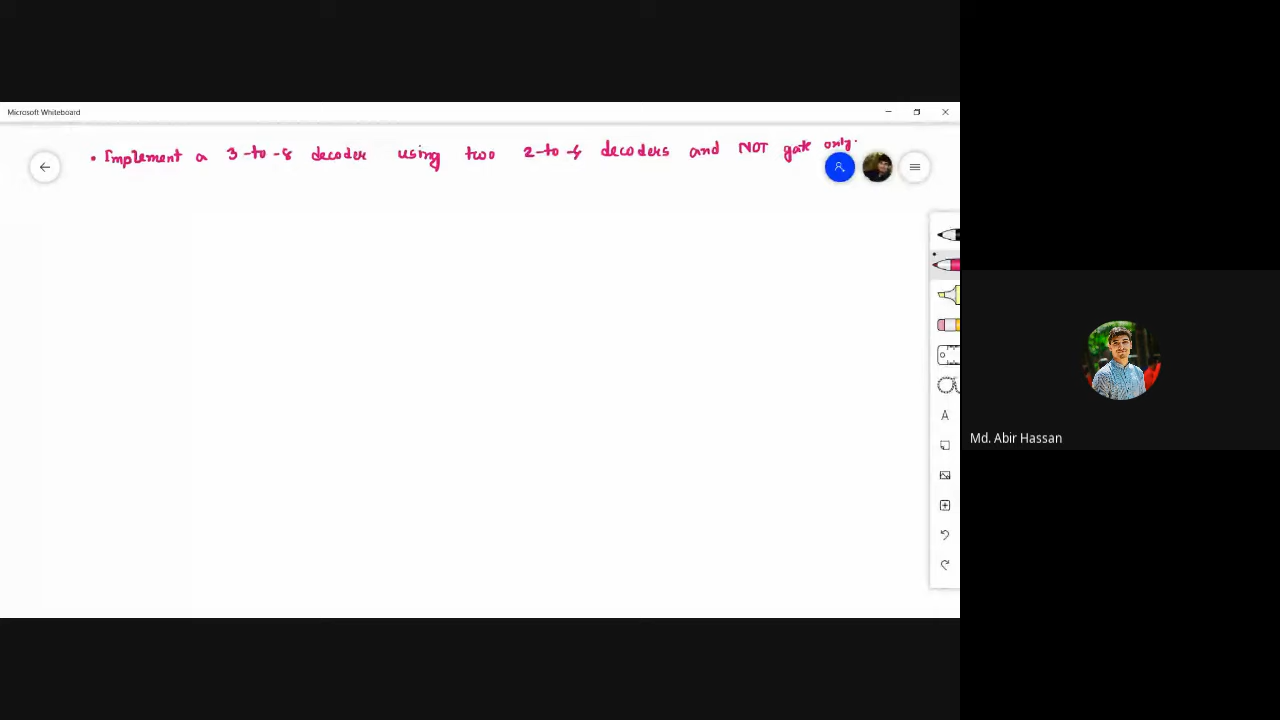 Microsoft Whiteboard
• Implement a 3-to-8 decoder using two 2-to-4 decoders and NOT gate only.
A
Md. Abir Hassan